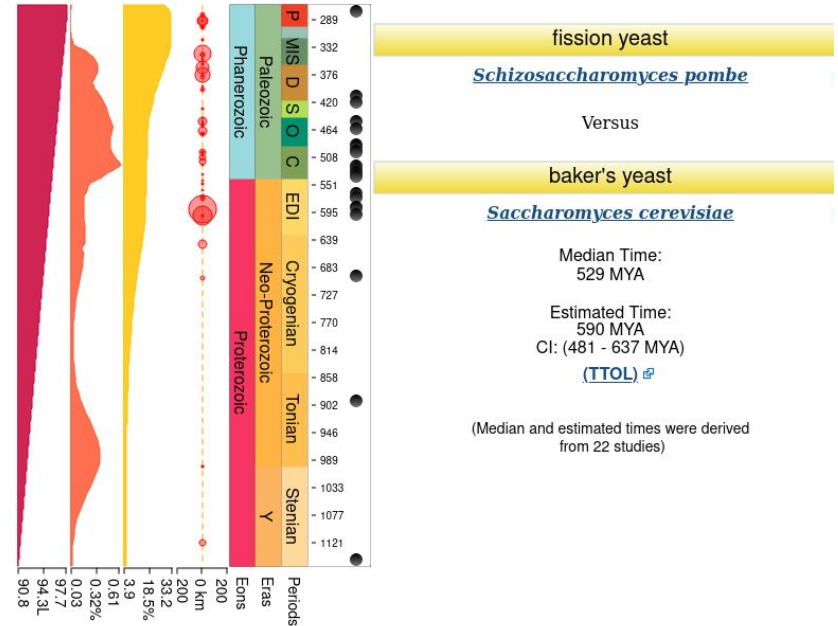 P
MIS
D
S
O
C
EDI
Cryogenian
Tonian
Stenian
Paleozoic
Neo-Proterozoic
Y
Phanerozoic
Proterozoic
289
332
376
420
464
508
551
595
639
683
727
770
814
858
902
946
989
1033
1077
1121
90.8
94.3L
97.7
0.03
0.32%
0.61
3.9
18.5%
33.2
200
0 km
200
Eons
Eras
Periods
fission yeast
Schizosaccharomyces pombe
Versus
baker's yeast
Saccharomyces cerevisiae
Median Time:
529 MYA
Estimated Time:
590 MYA
CI: (481 - 637 MYA)
(TTOL)
(Median and estimated times were derived
from 22 studies)